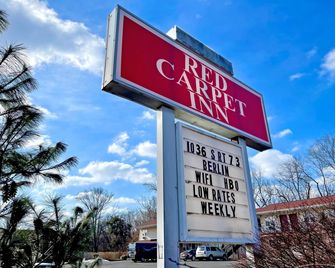 RED
CARPET
INN
1036 S RT 73
BERLIN
WIFI HBO
LOW RATES
WEEKLY